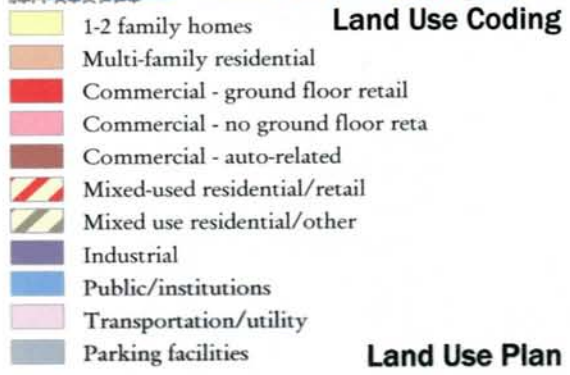 Land Use Coding
1-2 family homes
Multi-family residential
Commercial - ground floor retail
Commercial - no ground floor reta
Commercial - auto-related
Mixed-used residential/retail
Mixed use residential/other
Industrial
Public/institutions
Transportation/utility
Parking facilities
Land Use Plan